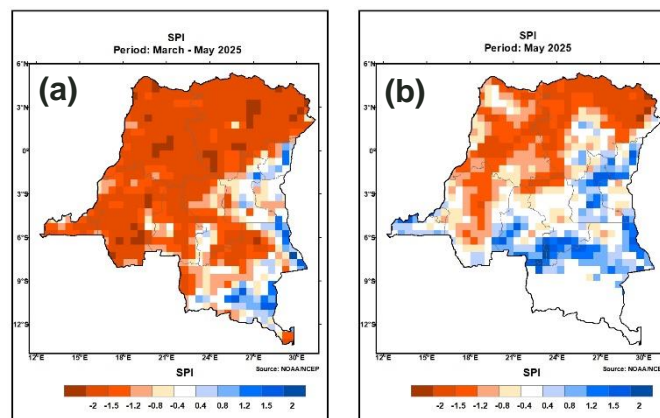 SPI
Period: March - May 2025
(a)
6°N
3°N
0°
3°S
6°S
9°S
12°S
12°E 15°E 18°E 21°E 24°E 27°E 30°E
SPI
Source: NOAA/NCEP
-2 -1.5 -1.2 -0.8 -0.4 0.4 0.8 1.2 1.5 2
SPI
Period: May 2025
(b)
6°N
3°N
0°
3°S
6°S
9°S
12°S
12°E 15°E 18°E 21°E 24°E 27°E 30°E
SPI
Source: NOAA/NCEP
-2 -1.5 -1.2 -0.8 -0.4 0.4 0.8 1.2 1.5 2